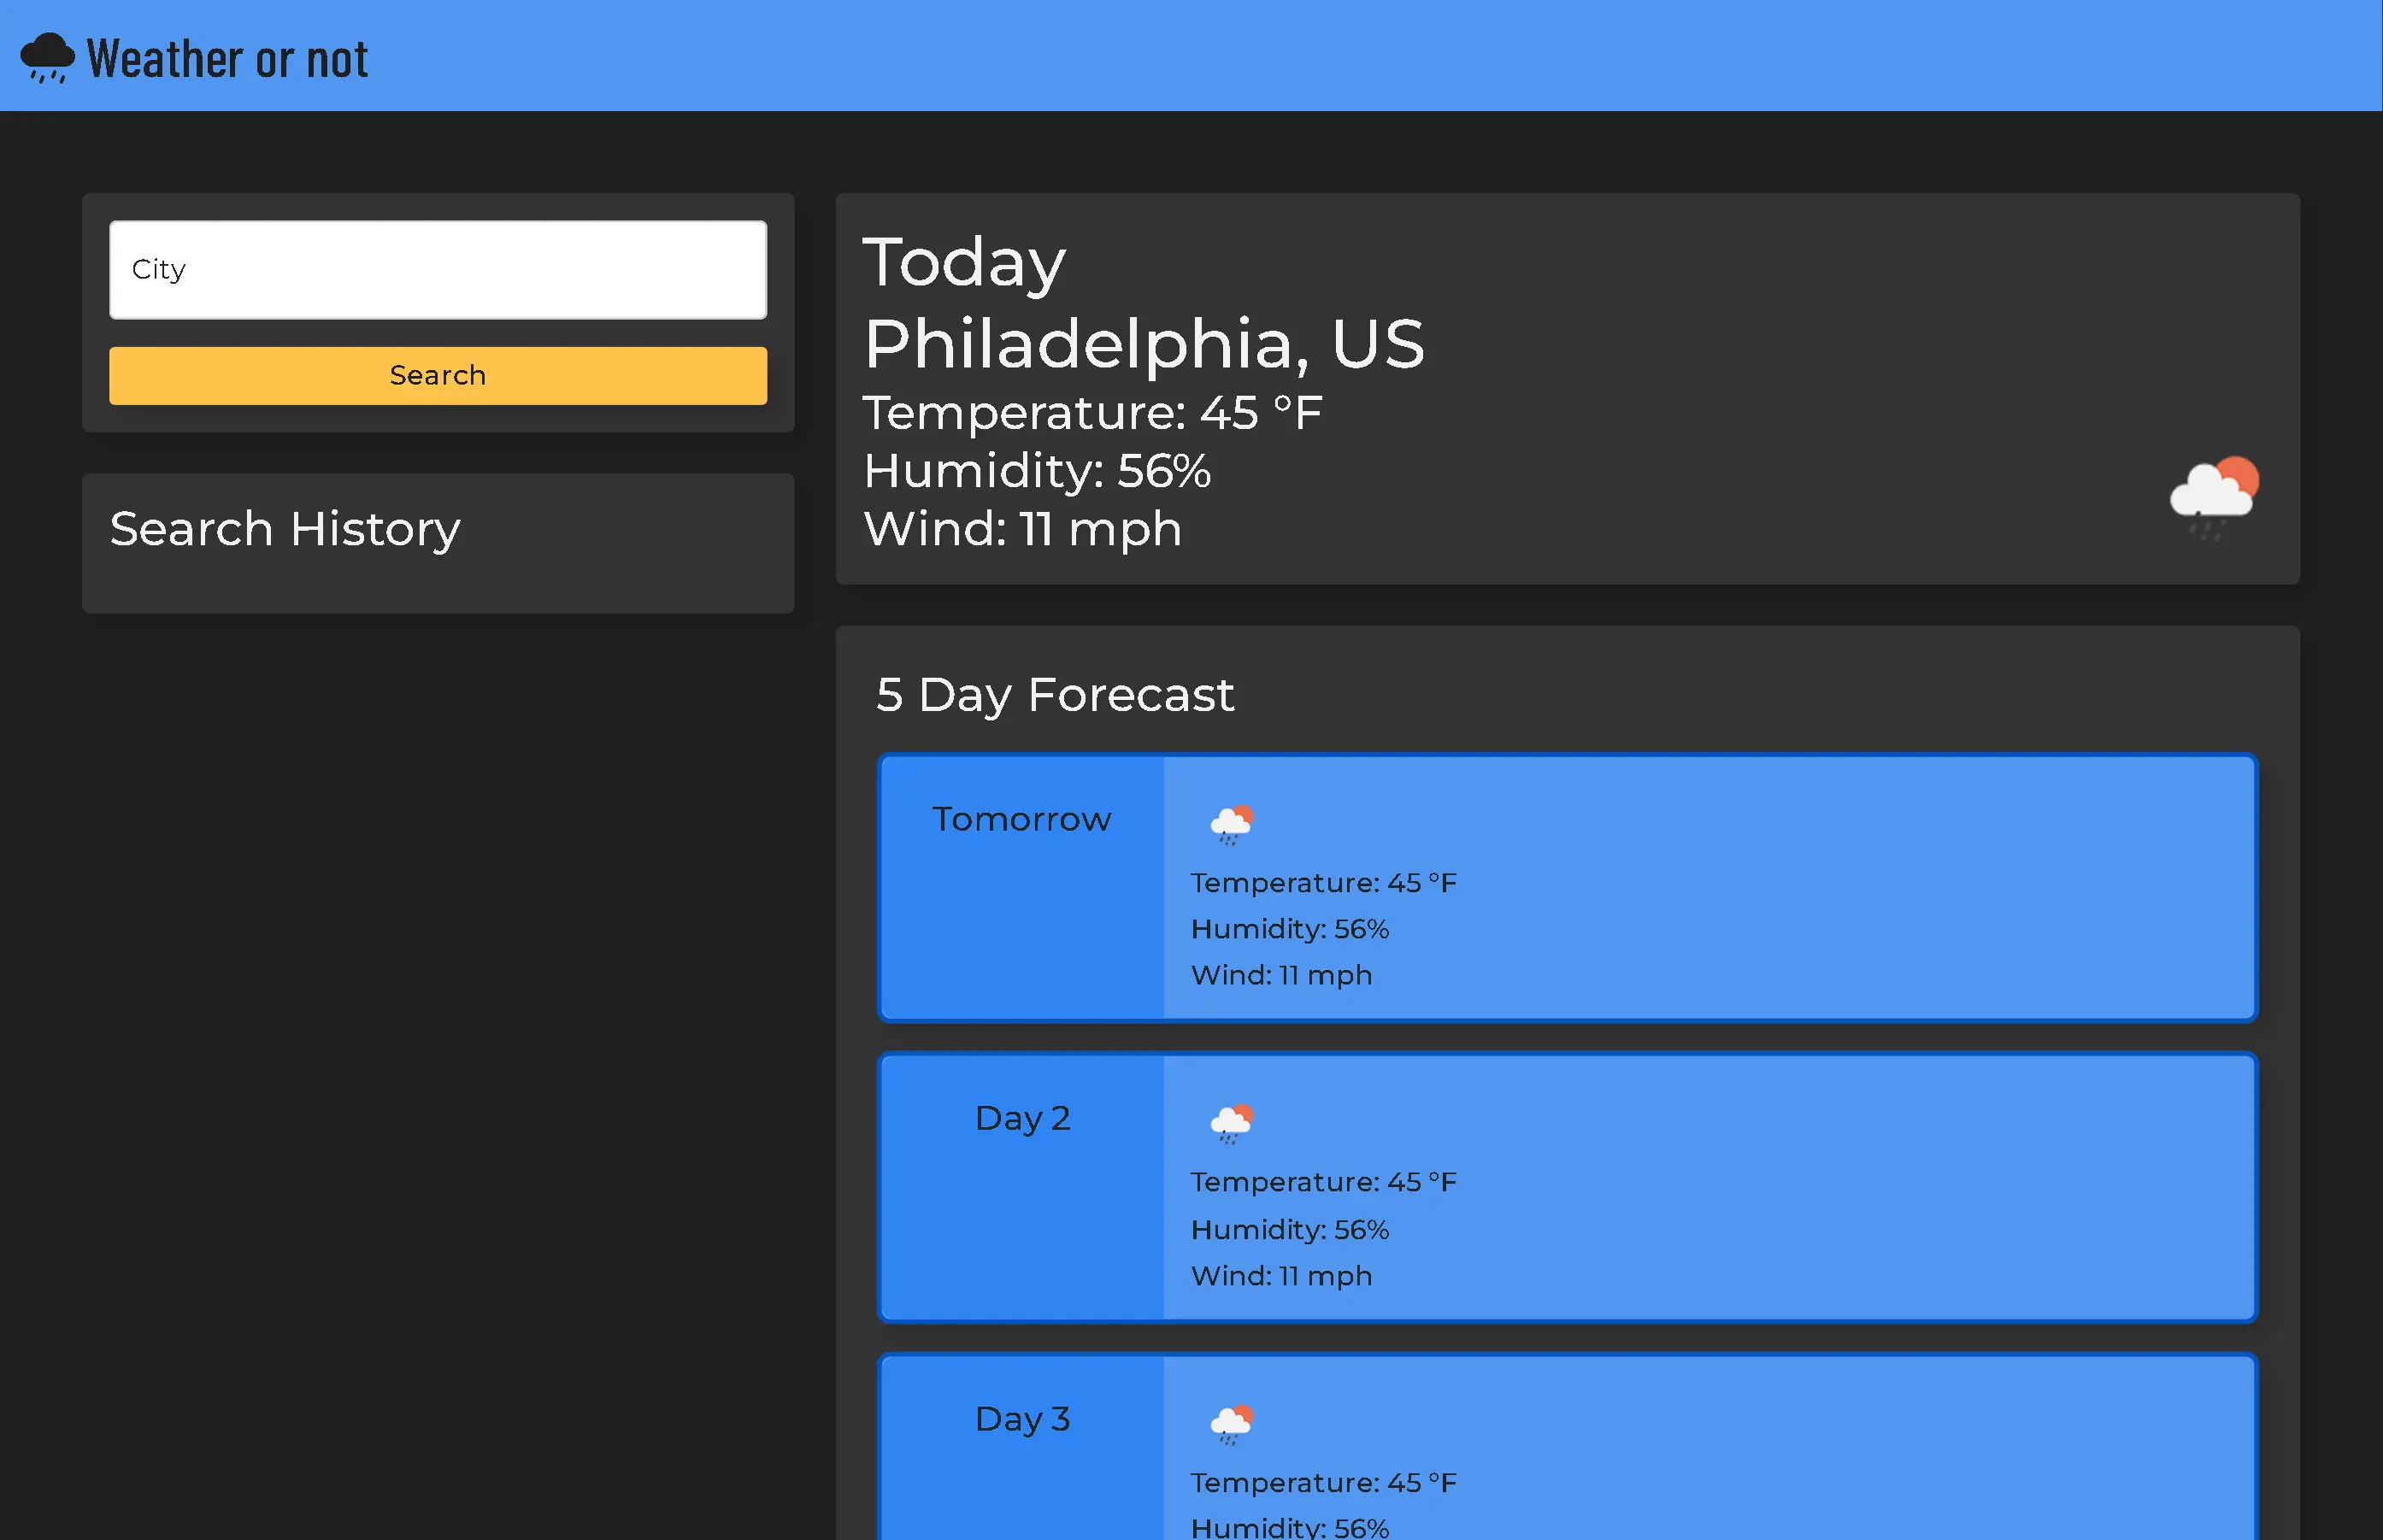 Weather or not
City
Search
Search History
Today
Philadelphia, US
Temperature: 45 °F
Humidity: 56%
Wind: 11 mph
5 Day Forecast
Tomorrow
Temperature: 45 °F
Humidity: 56%
Wind: 11 mph
Day 2
Temperature: 45 °F
Humidity: 56%
Wind: 11 mph
Day 3
Temperature: 45 °F
Humidity: 56%